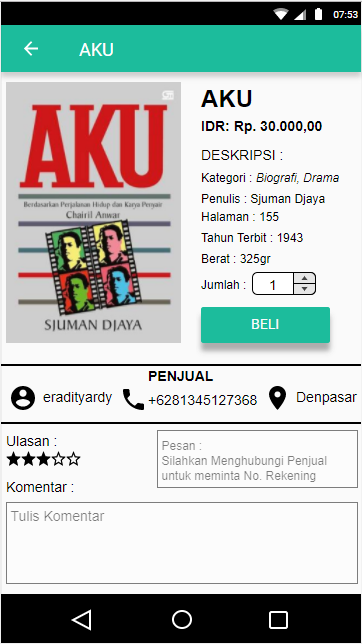 07:53
AKU
AKU
Berdasarkan Perjalanan Hidup dan Karya Penyair
Chairil Anwar
SJUMAN DJAYA
AKU
IDR: Rp. 30.000,00
DESKRIPSI :
Kategori : Biografi, Drama
Penulis : Sjuman Djaya
Halaman : 155
Tahun Terbit : 1943
Berat : 325gr
Jumlah : 1
BELI
PENJUAL
eradityardy
+6281345127368
Denpasar
Ulasan :
Pesan :
Silahkan Menghubungi Penjual
untuk meminta No. Rekening
Komentar :
Tulis Komentar